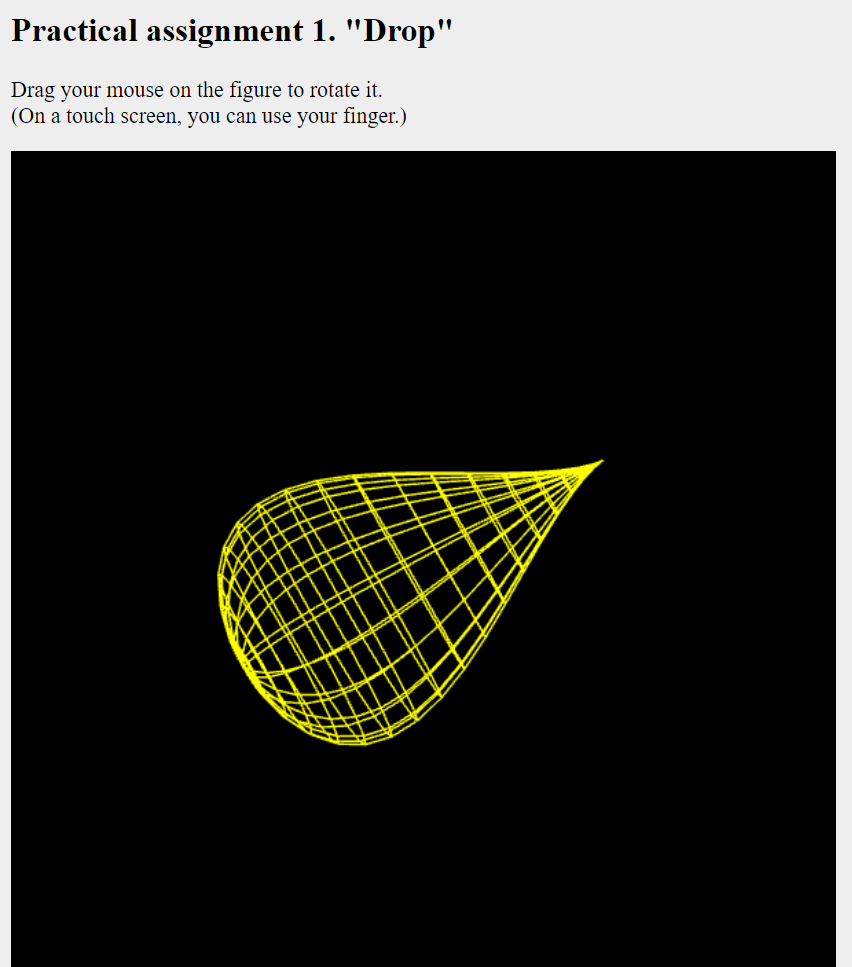 Practical assignment 1. "Drop"
Drag your mouse on the figure to rotate it.
(On a touch screen, you can use your finger.)